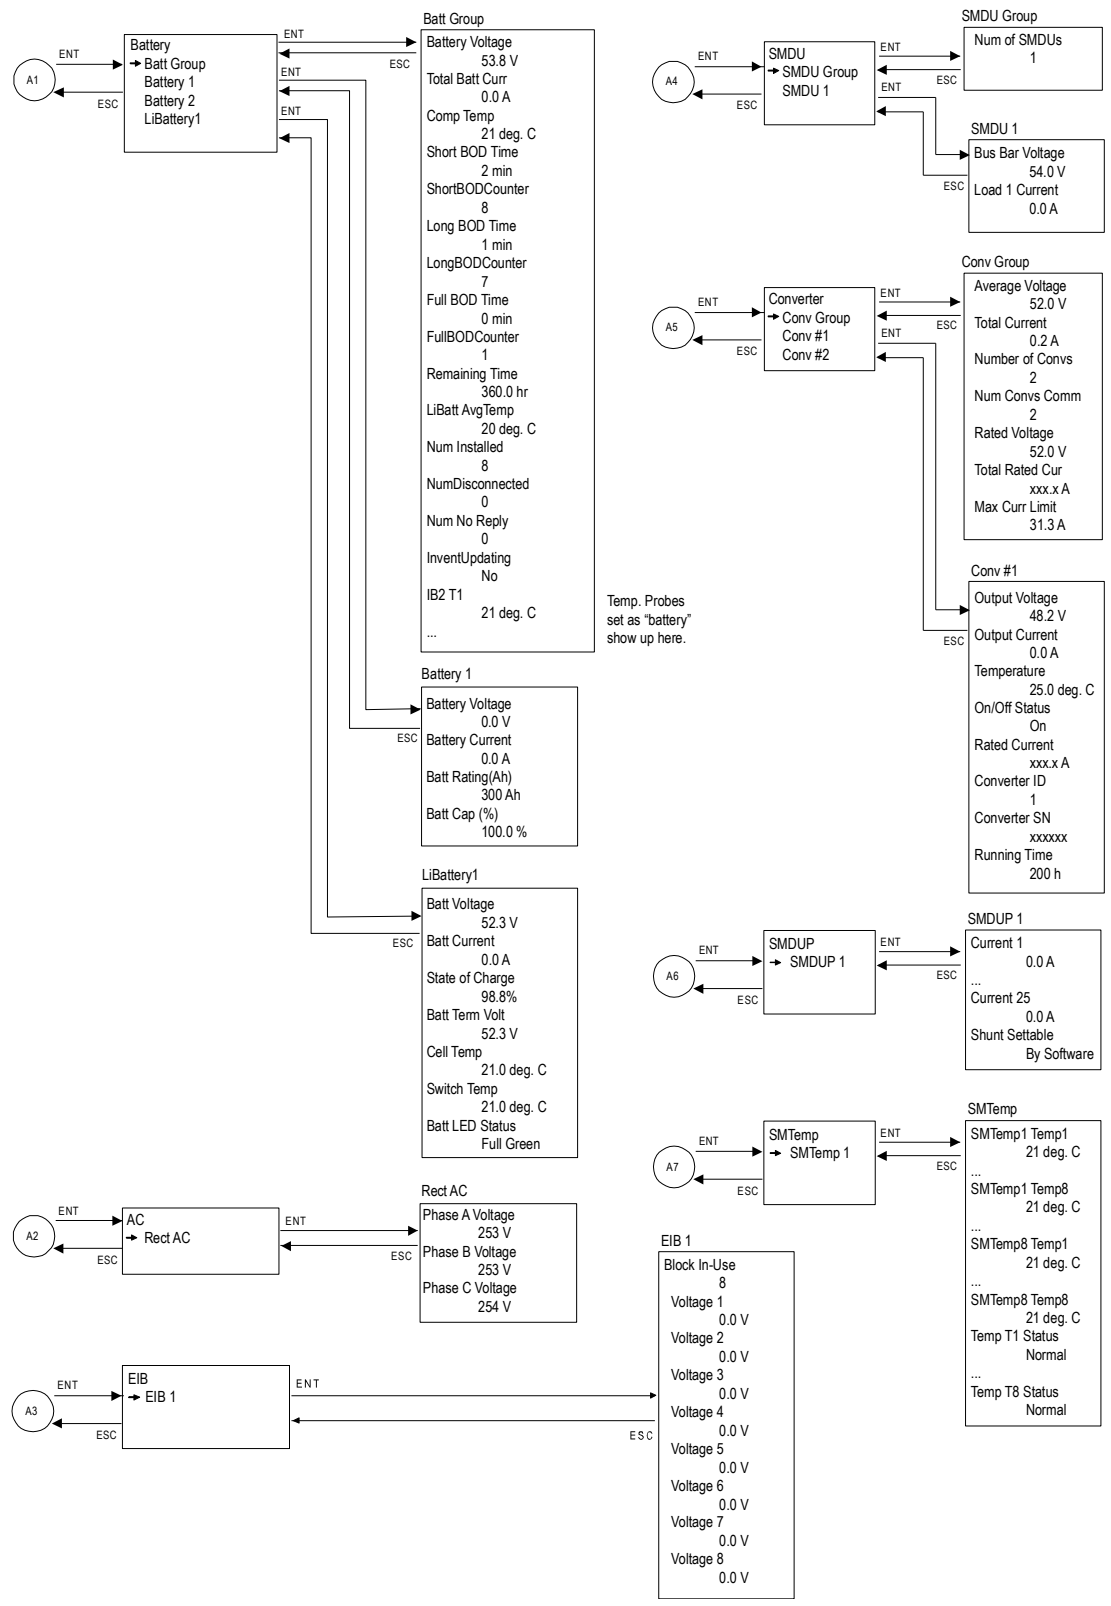 Batt Group
ENT
A1
ESC
Battery
Batt Group
Battery 1
Battery 2
LiBattery1
ENT
ESC
ENT
ENT
Battery Voltage
53.8 V
Total Batt Curr
0.0 A
Comp Temp
21 deg. C
Short BOD Time
2 min
ShortBODCounter
8
Long BOD Time
1 min
LongBODCounter
7
Full BOD Time
0 min
FullBODCounter
1
Remaining Time
360.0 hr
LiBatt AvgTemp
20 deg. C
Num Installed
8
NumDisconnected
0
Num No Reply
0
InventUpdating
No
IB2 T1
21 deg. C
...
Temp. Probes
set as “battery”
show up here.
Battery 1
ESC
Battery Voltage
0.0 V
Battery Current
0.0 A
Batt Rating(Ah)
300 Ah
Batt Cap (%)
100.0 %
LiBattery1
ESC
Batt Voltage
52.3 V
Batt Current
0.0 A
State of Charge
98.8%
Batt Term Volt
52.3 V
Cell Temp
21.0 deg. C
Switch Temp
21.0 deg. C
Batt LED Status
Full Green
ENT
A2
ESC
AC
Rect AC
ENT
ESC
Rect AC
Phase A Voltage
253 V
Phase B Voltage
253 V
Phase C Voltage
254 V
ENT
A3
ESC
EIB
EIB 1
ENT
ESC
EIB 1
Block In-Use
8
Voltage 1
0.0 V
Voltage 2
0.0 V
Voltage 3
0.0 V
Voltage 4
0.0 V
Voltage 5
0.0 V
Voltage 6
0.0 V
Voltage 7
0.0 V
Voltage 8
0.0 V
ENT
A4
ESC
SMDU
SMDU Group
SMDU 1
ENT
ESC
ENT
SMDU Group
Num of SMDUs
1
SMDU 1
ESC
Bus Bar Voltage
54.0 V
Load 1 Current
0.0 A
ENT
A5
ESC
Converter
Conv Group
Conv #1
Conv #2
ENT
ESC
ENT
Conv Group
Average Voltage
52.0 V
Total Current
0.2 A
Number of Convs
2
Num Convs Comm
2
Rated Voltage
52.0 V
Total Rated Cur
xxx.x A
Max Curr Limit
31.3 A
Conv #1
ESC
Output Voltage
48.2 V
Output Current
0.0 A
Temperature
25.0 deg. C
On/Off Status
On
Rated Current
xxx.x A
Converter ID
1
Converter SN
xxxxxx
Running Time
200 h
ENT
A6
ESC
SMDUP
SMDUP 1
ENT
ESC
SMDUP 1
Current 1
0.0 A
...
Current 25
0.0 A
Shunt Settable
By Software
ENT
A7
ESC
SMTemp
SMTemp 1
ENT
ESC
SMTemp
SMTemp1 Temp1
21 deg. C
...
SMTemp1 Temp8
21 deg. C
...
SMTemp8 Temp1
21 deg. C
...
SMTemp8 Temp8
21 deg. C
Temp T1 Status
Normal
...
Temp T8 Status
Normal